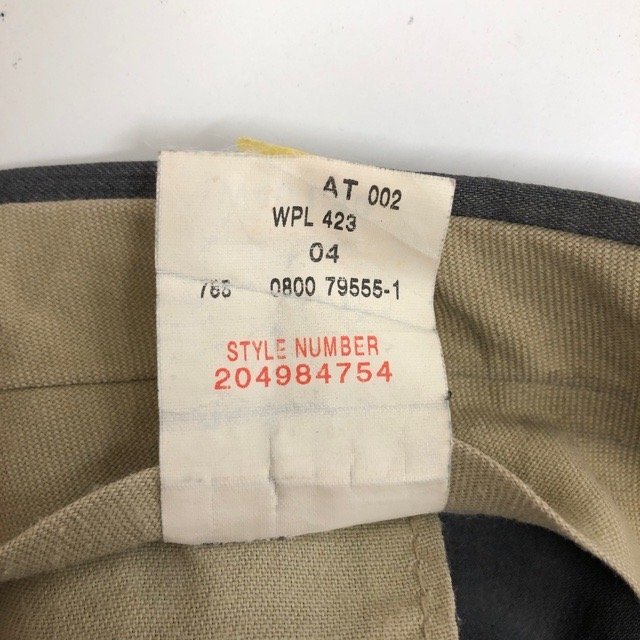 AT 002
WPL 423
04
0800 79555-1
STYLE NUMBER
204984754